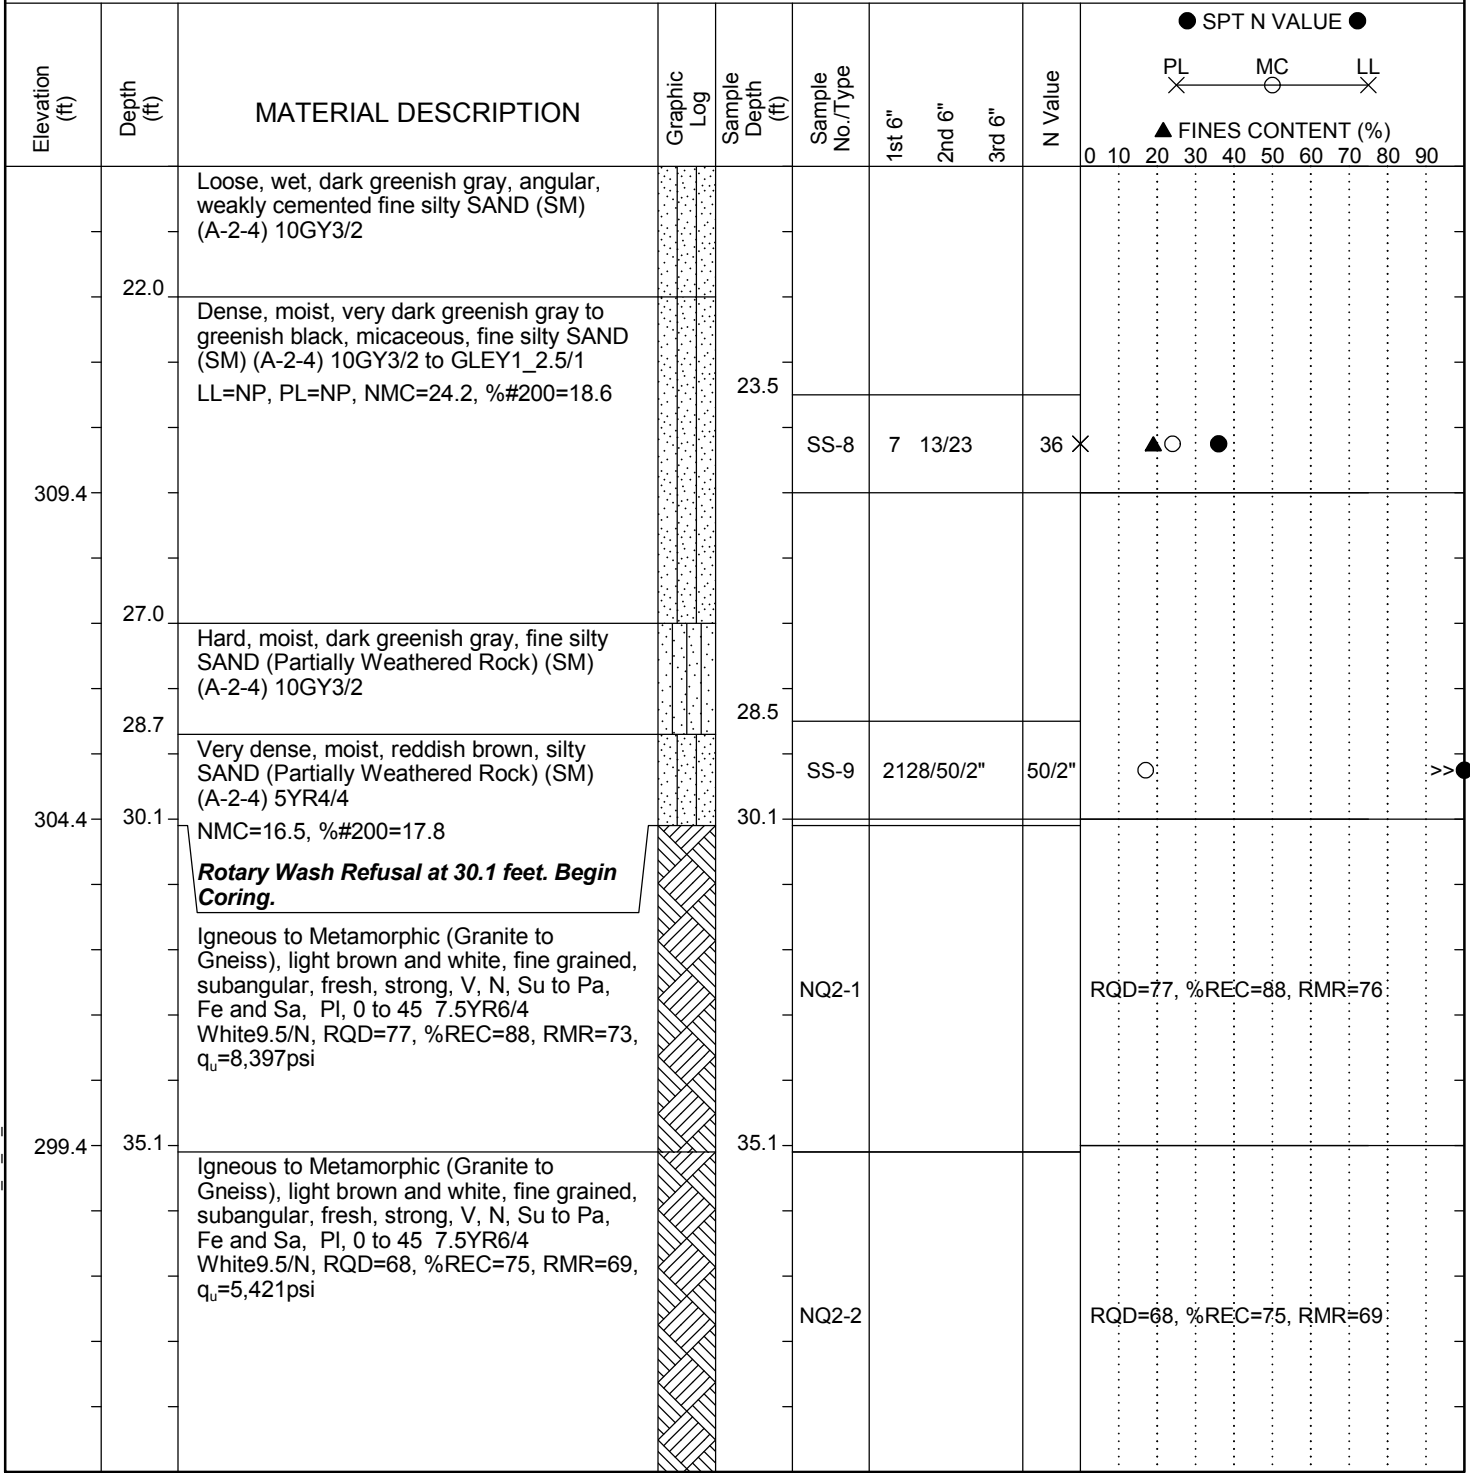 Elevation (ft)
Depth (ft)
MATERIAL DESCRIPTION
Graphic Log
Sample Depth (ft)
Sample No./Type
1st 6"
2nd 6"
3rd 6"
N Value
● SPT N VALUE ●
PL MC LL
▲ FINES CONTENT (%)
0 10 20 30 40 50 60 70 80 90
Loose, wet, dark greenish gray, angular,
weakly cemented fine silty SAND (SM)
(A-2-4) 10GY3/2
22.0
Dense, moist, very dark greenish gray to
greenish black, micaceous, fine silty SAND
(SM) (A-2-4) 10GY3/2 to GLEY1_2.5/1
LL=NP, PL=NP, NMC=24.2, %#200=18.6
23.5
SS-8 7 13/23 36
309.4
27.0
Hard, moist, dark greenish gray, fine silty
SAND (Partially Weathered Rock) (SM)
(A-2-4) 10GY3/2
28.5
28.7
Very dense, moist, reddish brown, silty
SAND (Partially Weathered Rock) (SM)
(A-2-4) 5YR4/4
SS-9 2128/50/2" 50/2" >>
304.4 30.1 30.1
NMC=16.5, %#200=17.8
Rotary Wash Refusal at 30.1 feet. Begin
Coring.
Igneous to Metamorphic (Granite to
Gneiss), light brown and white, fine grained,
subangular, fresh, strong, V, N, Su to Pa,
Fe and Sa, Pl, 0 to 45 7.5YR6/4
White9.5/N, RQD=77, %REC=88, RMR=73,
qu=8,397psi
NQ2-1 RQD=77, %REC=88, RMR=76
299.4 35.1 35.1
Igneous to Metamorphic (Granite to
Gneiss), light brown and white, fine grained,
subangular, fresh, strong, V, N, Su to Pa,
Fe and Sa, Pl, 0 to 45 7.5YR6/4
White9.5/N, RQD=68, %REC=75, RMR=69,
qu=5,421psi
NQ2-2 RQD=68, %REC=75, RMR=69